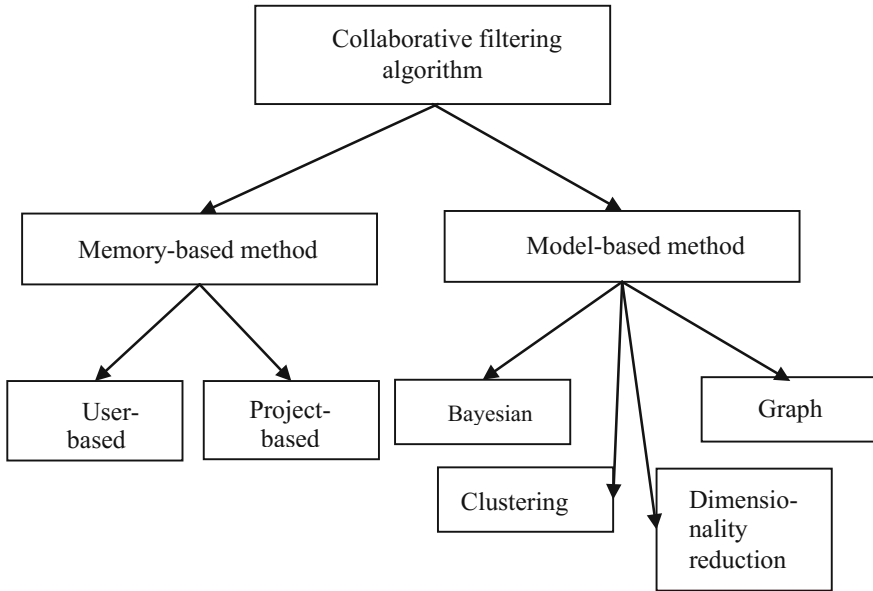 Collaborative filtering
algorithm
Memory-based method
Model-based method
User-
based
Project-
based
Bayesian
Graph
Clustering
Dimensio-
nality
reduction